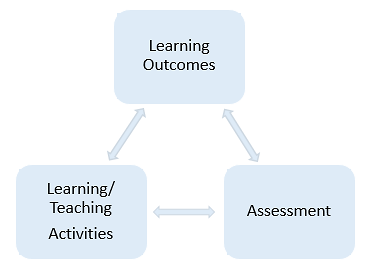 Learning
Outcomes
Learning/
Teaching
Activities
Assessment